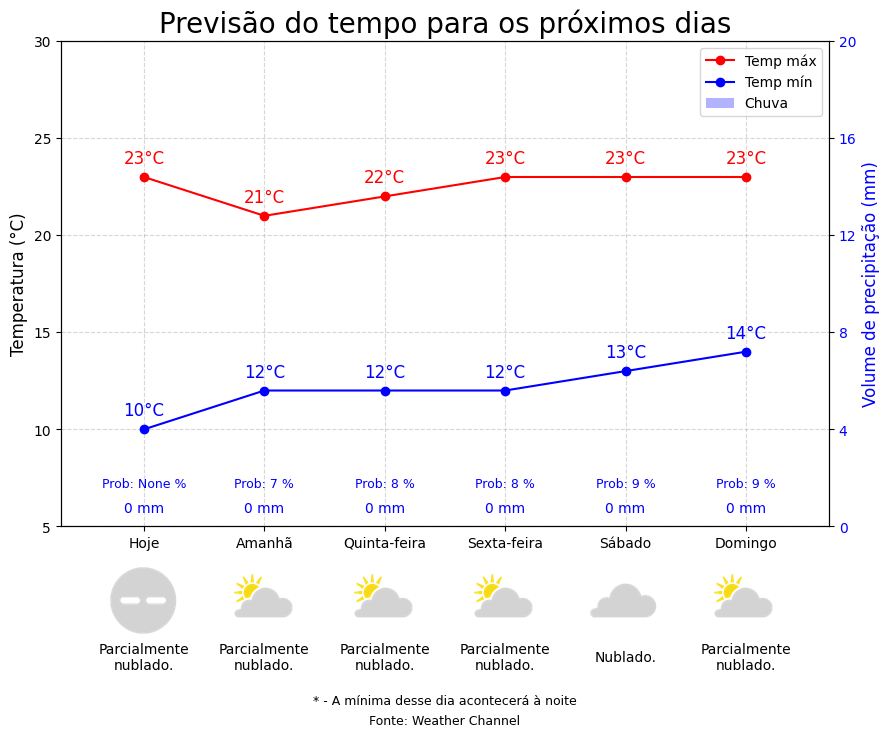 Previsão do tempo para os próximos dias
Temperatura (°C)
Volume de precipitação (mm)
30
25
20
15
10
5
20
16
12
8
4
0
Temp máx
Temp mín
Chuva
23°C
21°C
22°C
23°C
23°C
23°C
10°C
12°C
12°C
12°C
13°C
14°C
Prob: None %
Prob: 7 %
Prob: 8 %
Prob: 8 %
Prob: 9 %
Prob: 9 %
0 mm
0 mm
0 mm
0 mm
0 mm
0 mm
Hoje
Amanhã
Quinta-feira
Sexta-feira
Sábado
Domingo
Parcialmente
nublado.
Parcialmente
nublado.
Parcialmente
nublado.
Parcialmente
nublado.
Nublado.
Parcialmente
nublado.
* - A mínima desse dia acontecerá à noite
Fonte: Weather Channel